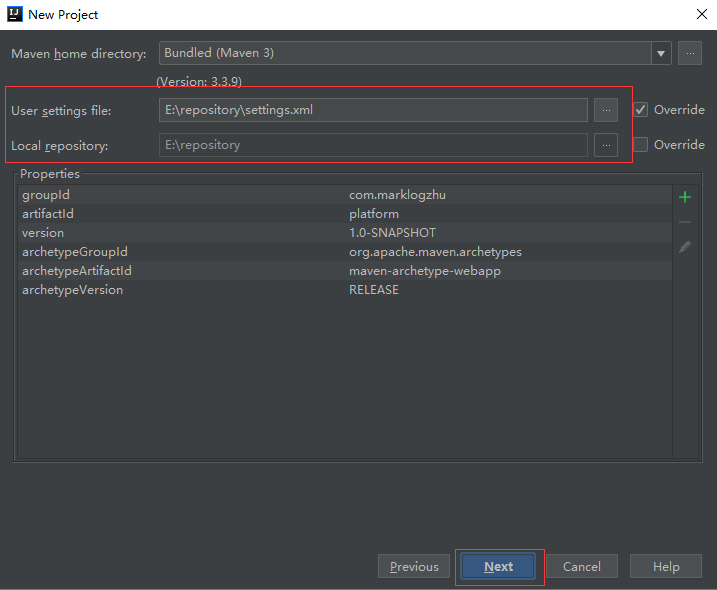 New Project
Maven home directory: Bundled (Maven 3) ...
(Version: 3.3.9)
User settings file: E:\repository\settings.xml ... Override
Local repository: E:\repository ... Override
Properties
groupId com.marklogzhu
artifactId platform
version 1.0-SNAPSHOT
archetypeGroupId org.apache.maven.archetypes
archetypeArtifactId maven-archetype-webapp
archetypeVersion RELEASE
Previous Next Cancel Help